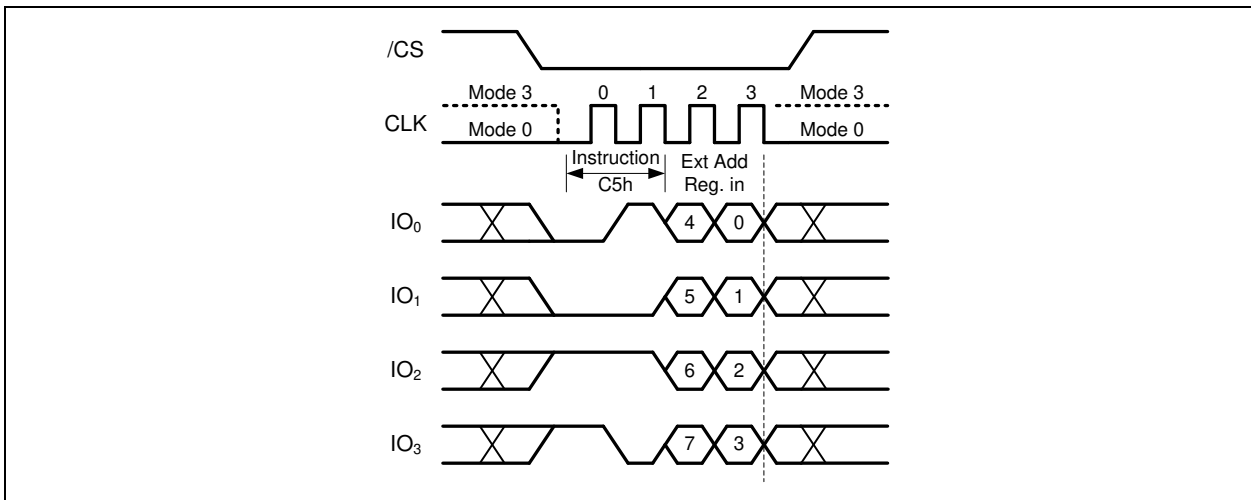 /CS
Mode 3 0 1 2 3 Mode 3
CLK
Mode 0 Mode 0
Instruction Ext Add
C5h Reg. in
IO₀ 4 0
IO₁ 5 1
IO₂ 6 2
IO₃ 7 3